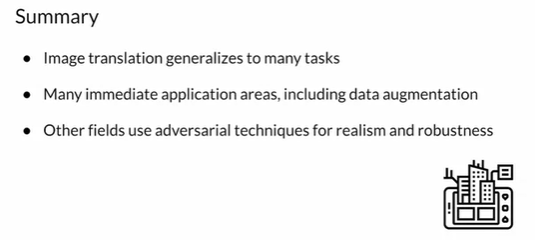 Summary
● Image translation generalizes to many tasks
● Many immediate application areas, including data augmentation
● Other fields use adversarial techniques for realism and robustness